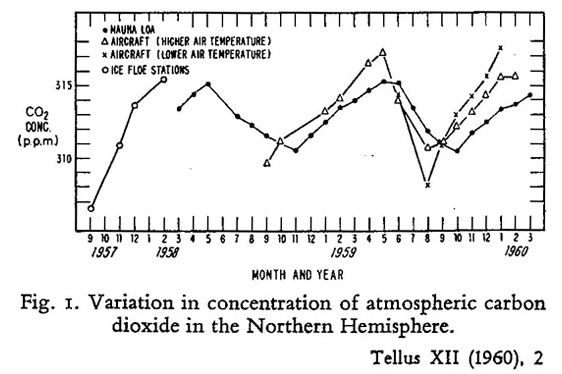 MAUNA LOA
AIRCRAFT (HIGHER AIR TEMPERATURE)
AIRCRAFT (LOWER AIR TEMPERATURE)
ICE FLOE STATIONS
315
CO2
CONC.
(p.p.m)
310
9 10 11 12 1 2 3 4 5 6 7 8 9 10 11 12 1 2 3 4 5 6 7 8 9 10 11 12 1 2 3
1957 1958 1959 1960
MONTH AND YEAR
Fig. 1. Variation in concentration of atmospheric carbon
dioxide in the Northern Hemisphere.
Tellus XII (1960), 2